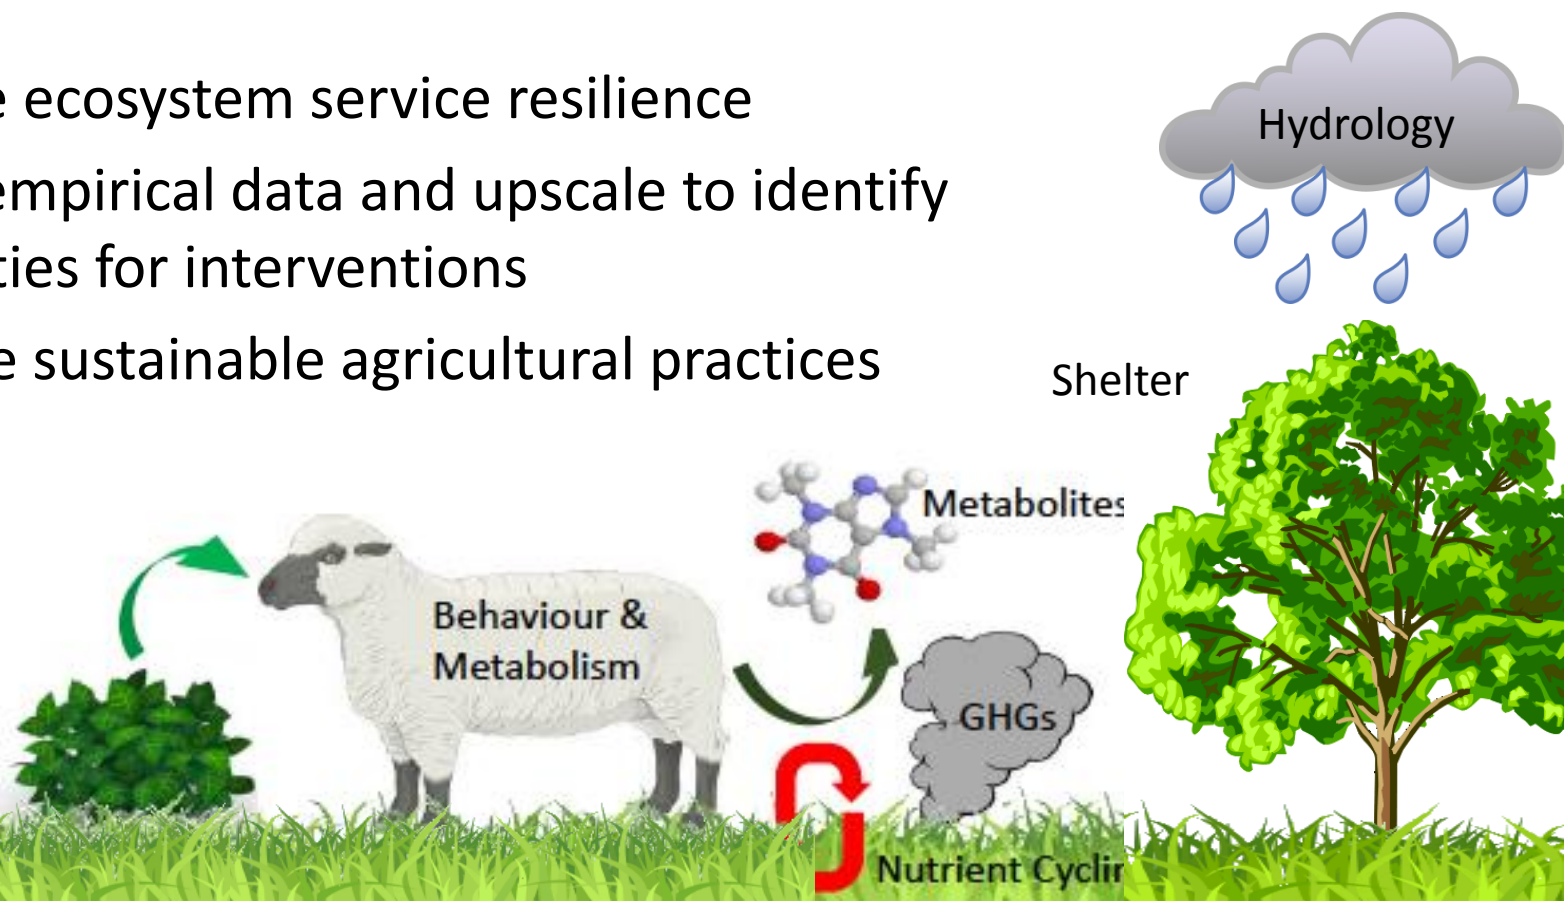 e ecosystem service resilience
empirical data and upscale to identify
ties for interventions
e sustainable agricultural practices
Hydrology
Shelter
Metabolites
Behaviour &
Metabolism
GHGs
Nutrient Cyclin